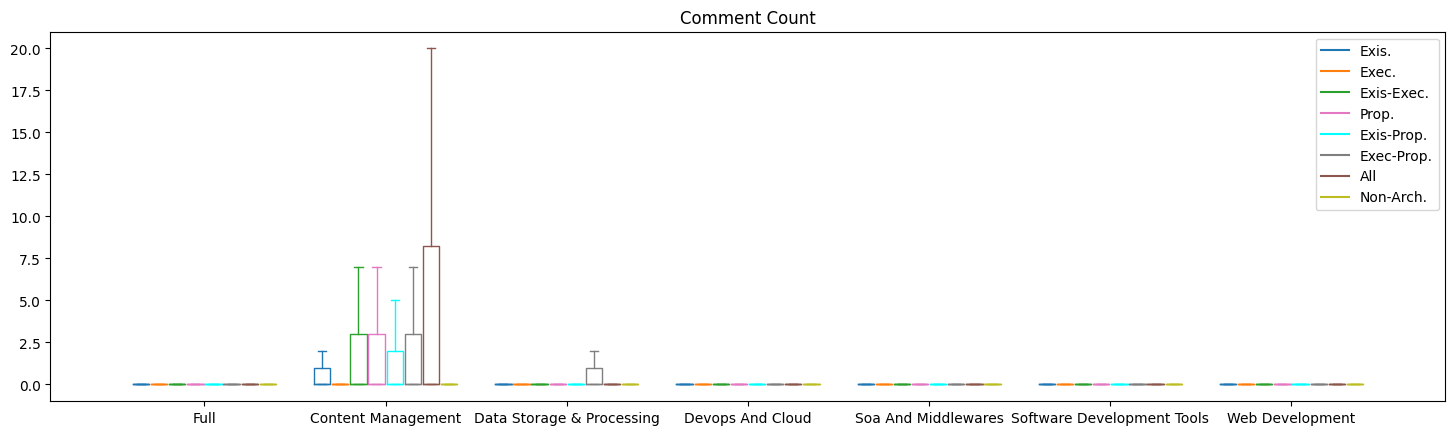 Comment Count
20.0
17.5
15.0
12.5
10.0
7.5
5.0
2.5
0.0
Exis.
Exec.
Exis-Exec.
Prop.
Exis-Prop.
Exec-Prop.
All
Non-Arch.
Full Content Management Data Storage & Processing Devops And Cloud Soa And Middlewares Software Development Tools Web Development